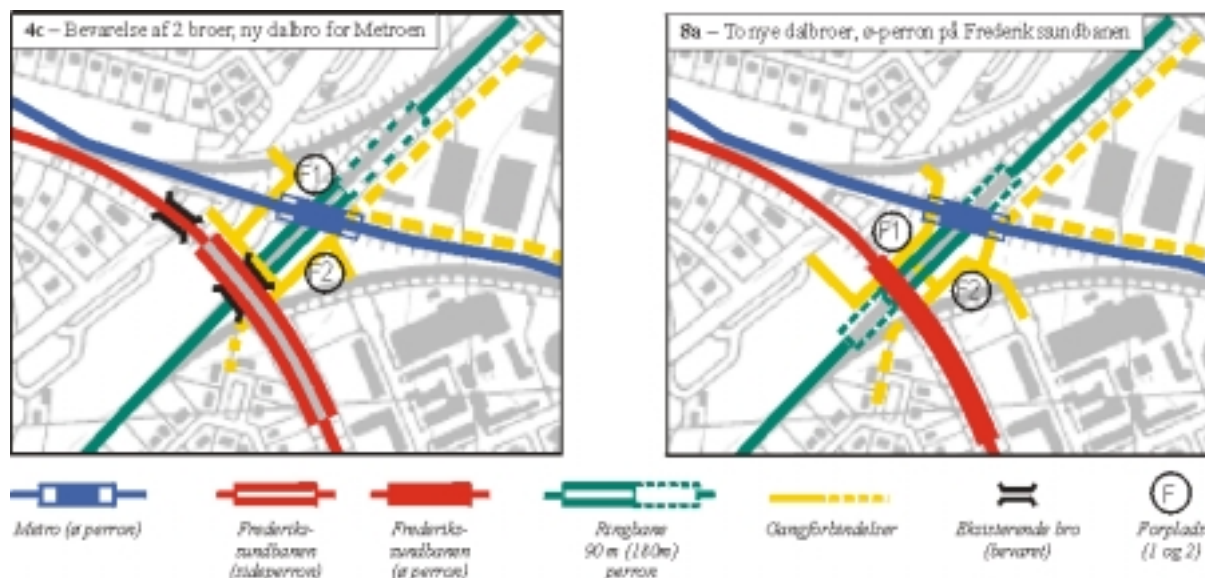 4c – Bevarelse af 2 broer, ny dalbro for Metroen
F1
F2
8a – To nye dalbroer, ø-perron på Frederikssundbanen
F1
F2
Metro (ø perron)
Frederiks-
sundbanen
(sideperron)
Frederiks-
sundbanen
(ø perron)
Ringbane
90 m (180m)
perron
Gangforbindelser
Eksisterende bro
(bevaret)
F
Forplads
(1 og 2)